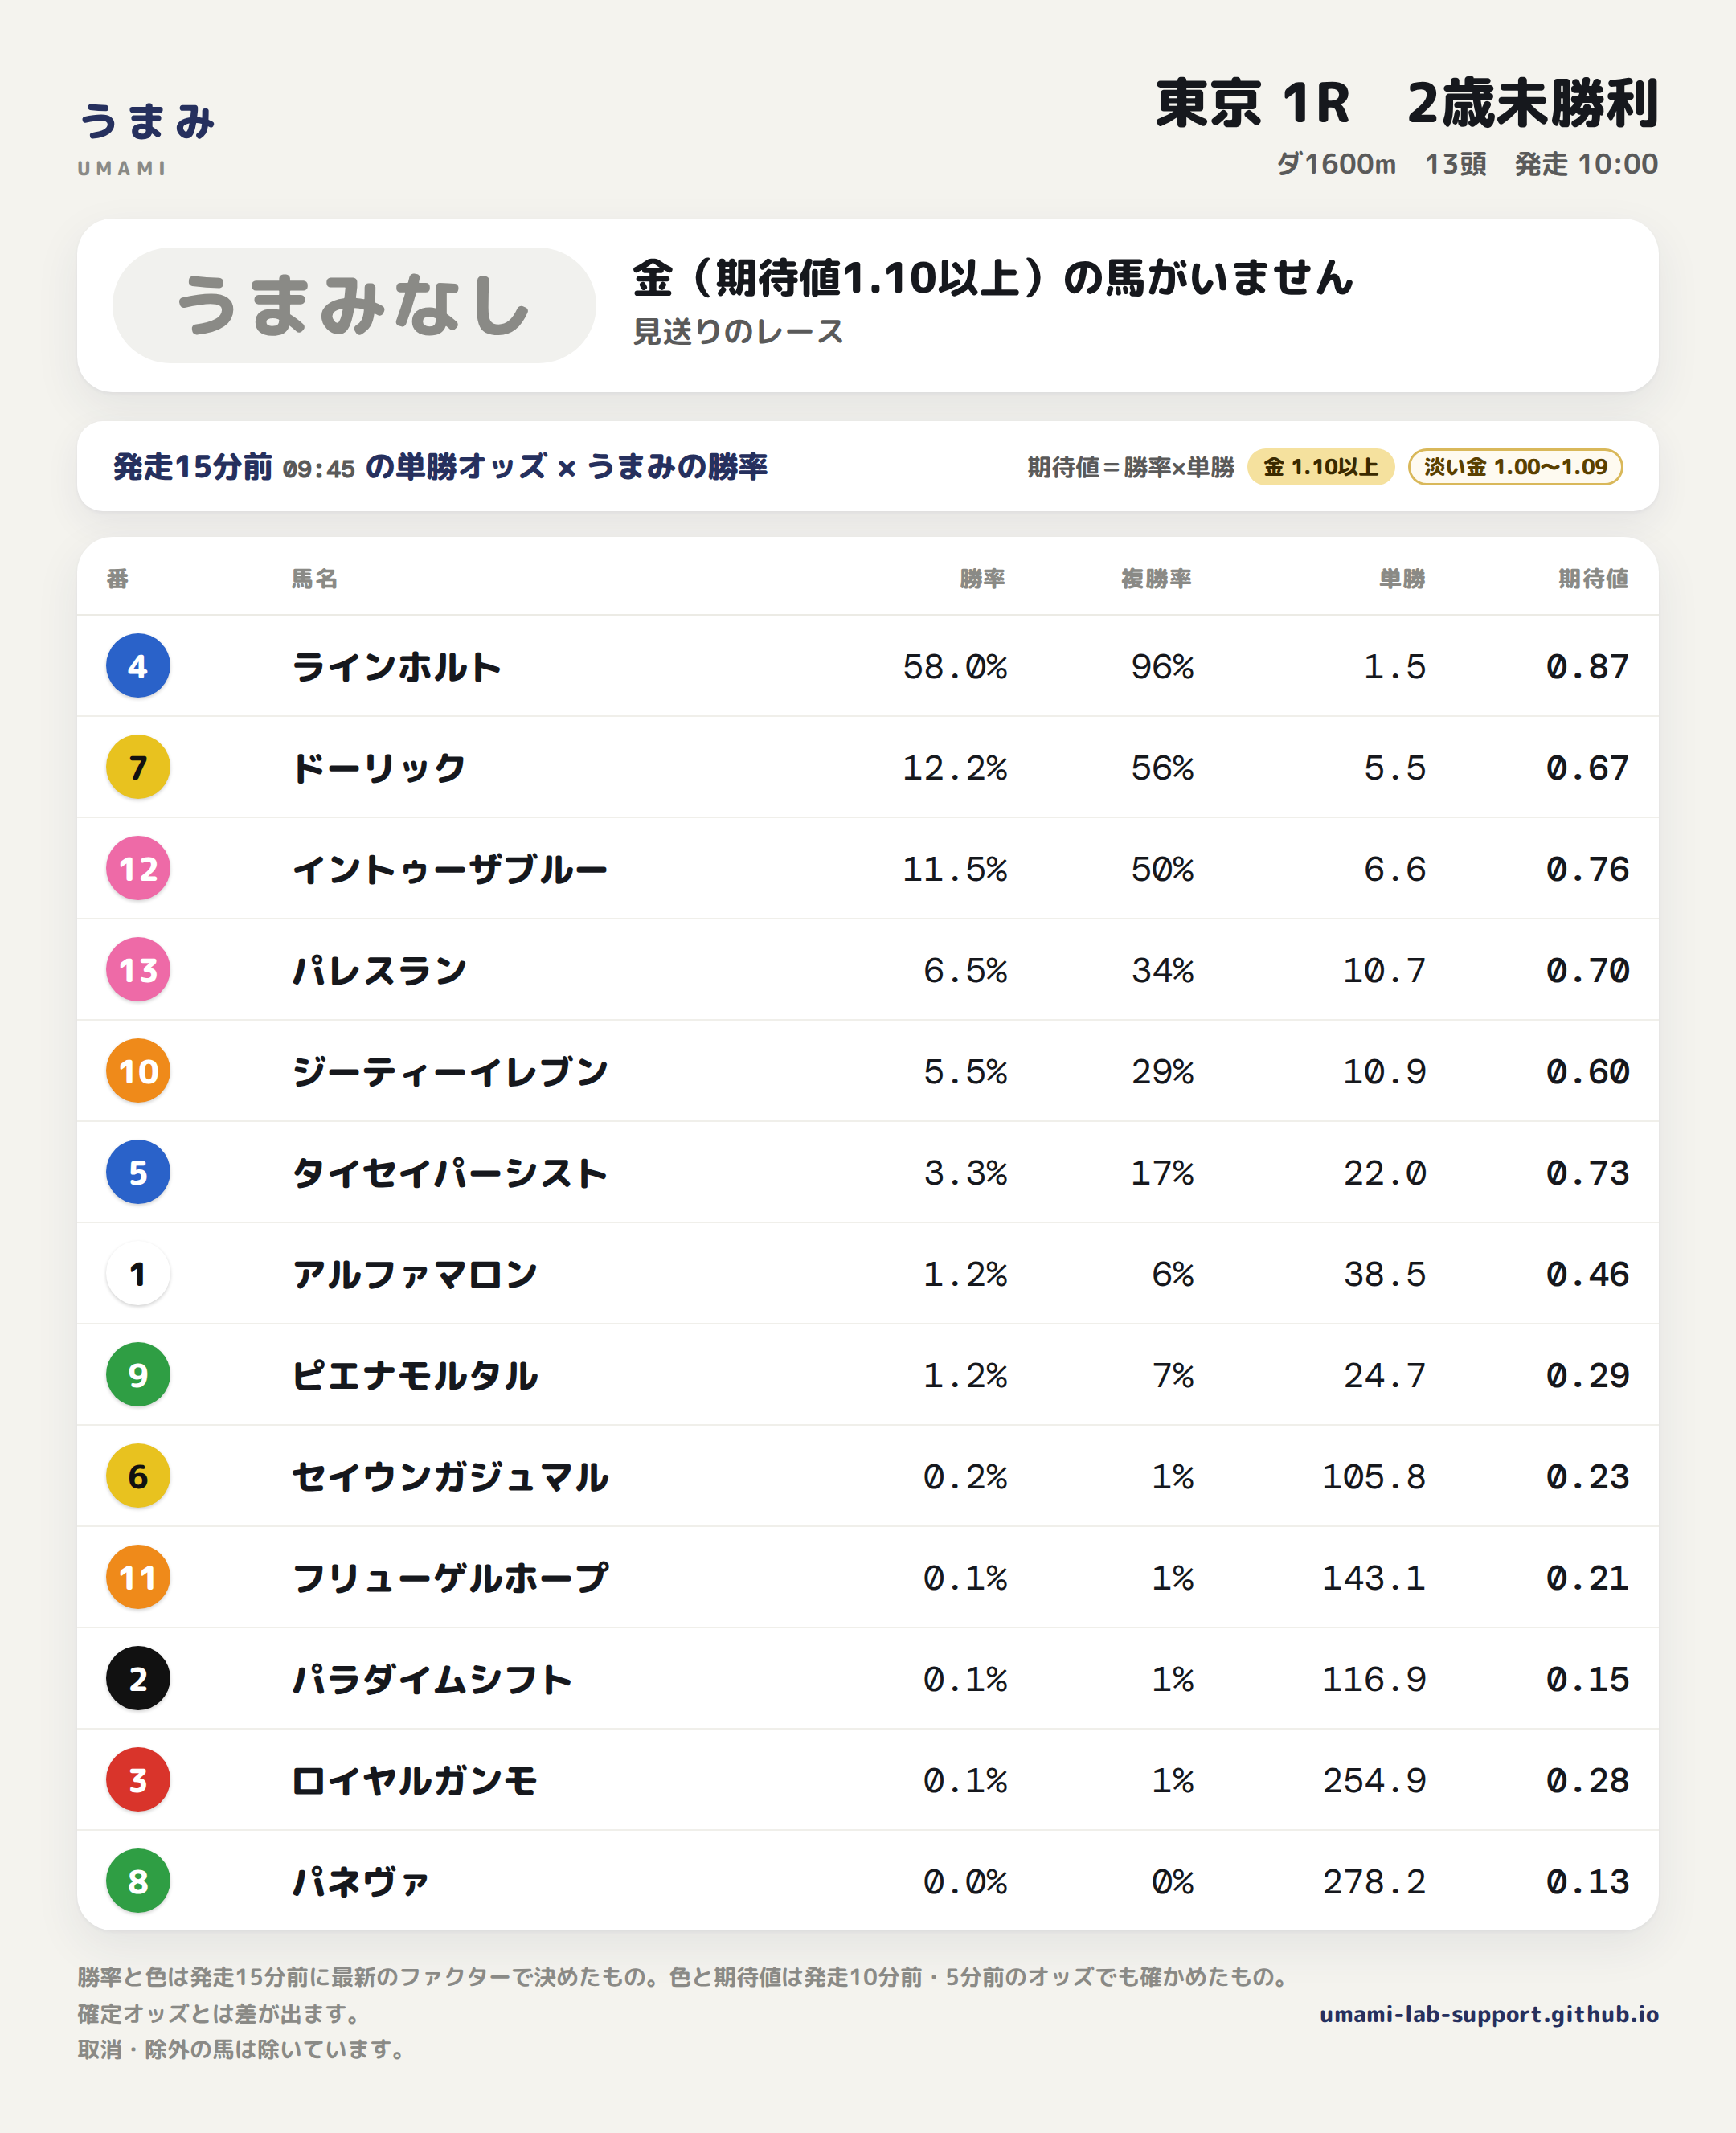 うまみ
UMAMI
東京 1R　2歳未勝利
ダ1600m　13頭　発走 10:00
うまみなし
金（期待値1.10以上）の馬がいません
見送りのレース
発走15分前 09:45 の単勝オッズ × うまみの勝率
期待値＝勝率×単勝 金 1.10以上 淡い金 1.00〜1.09
番 馬名 勝率 複勝率 単勝 期待値
4 ラインホルト 58.0% 96% 1.5 0.87
7 ドーリック 12.2% 56% 5.5 0.67
12 イントゥーザブルー 11.5% 50% 6.6 0.76
13 パレスラン 6.5% 34% 10.7 0.70
10 ジーティーイレブン 5.5% 29% 10.9 0.60
5 タイセイパーシスト 3.3% 17% 22.0 0.73
1 アルファマロン 1.2% 6% 38.5 0.46
9 ピエナモルタル 1.2% 7% 24.7 0.29
6 セイウンガジュマル 0.2% 1% 105.8 0.23
11 フリューゲルホープ 0.1% 1% 143.1 0.21
2 パラダイムシフト 0.1% 1% 116.9 0.15
3 ロイヤルガンモ 0.1% 1% 254.9 0.28
8 パネヴァ 0.0% 0% 278.2 0.13
勝率と色は発走15分前に最新のファクターで決めたもの。色と期待値は発走10分前・5分前のオッズでも確かめたもの。
確定オッズとは差が出ます。
取消・除外の馬は除いています。
umami-lab-support.github.io